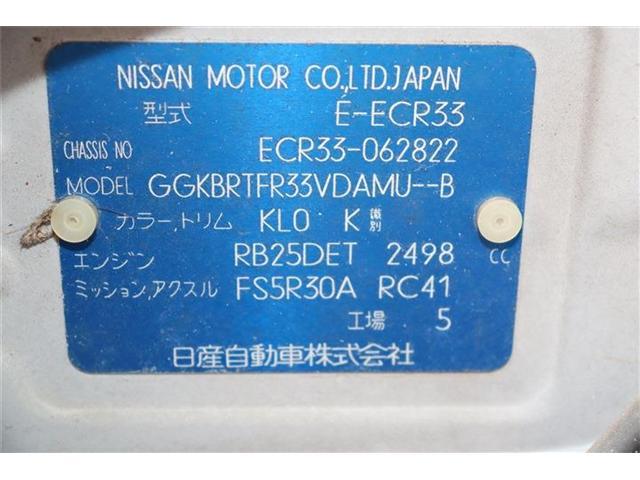 NISSAN MOTOR CO.,LTD.JAPAN
型式 E-ECR33
CHASSIS NO ECR33-062822
MODEL GGKBRTFR33VDAMU--B
カラー,トリム KL0 K 識別
エンジン RB25DET 2498 CC
ミッション,アクスル FS5R30A RC41
工場 5
日産自動車株式会社